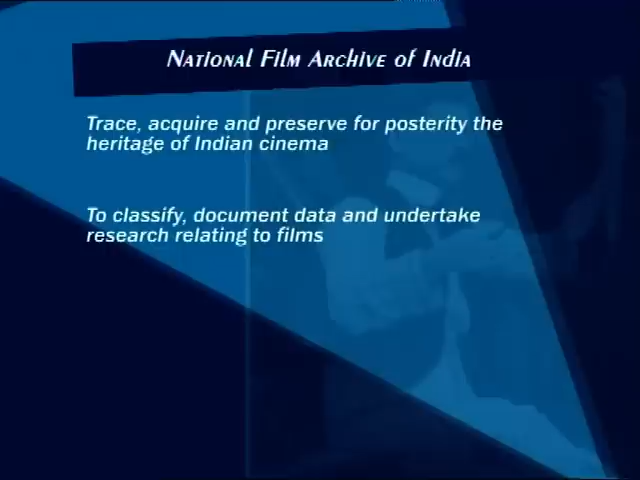 National Film Archive of India
Trace, acquire and preserve for posterity the
heritage of Indian cinema
To classify, document data and undertake
research relating to films